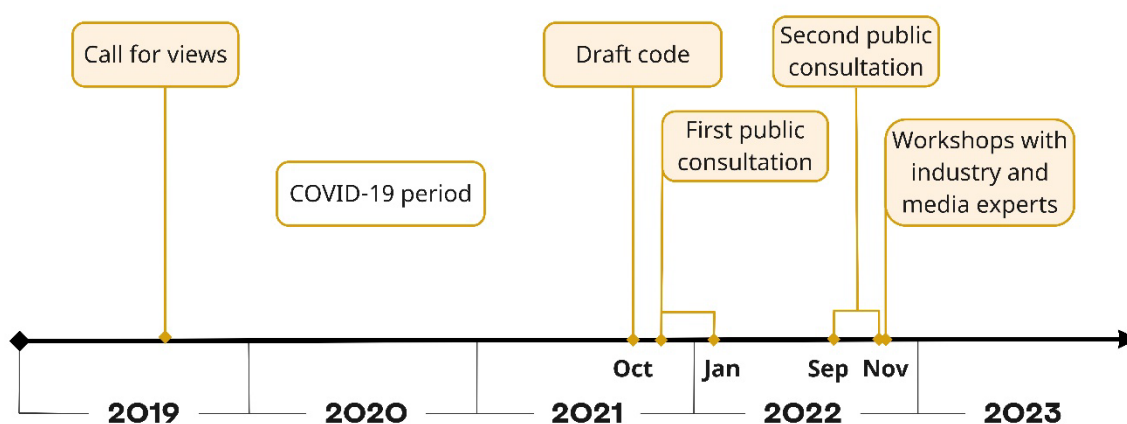 Call for views
Draft code
Second public
consultation
First public
consultation
Workshops with
industry and
media experts
COVID-19 period
Oct
Jan
Sep
Nov
2019
2020
2021
2022
2023